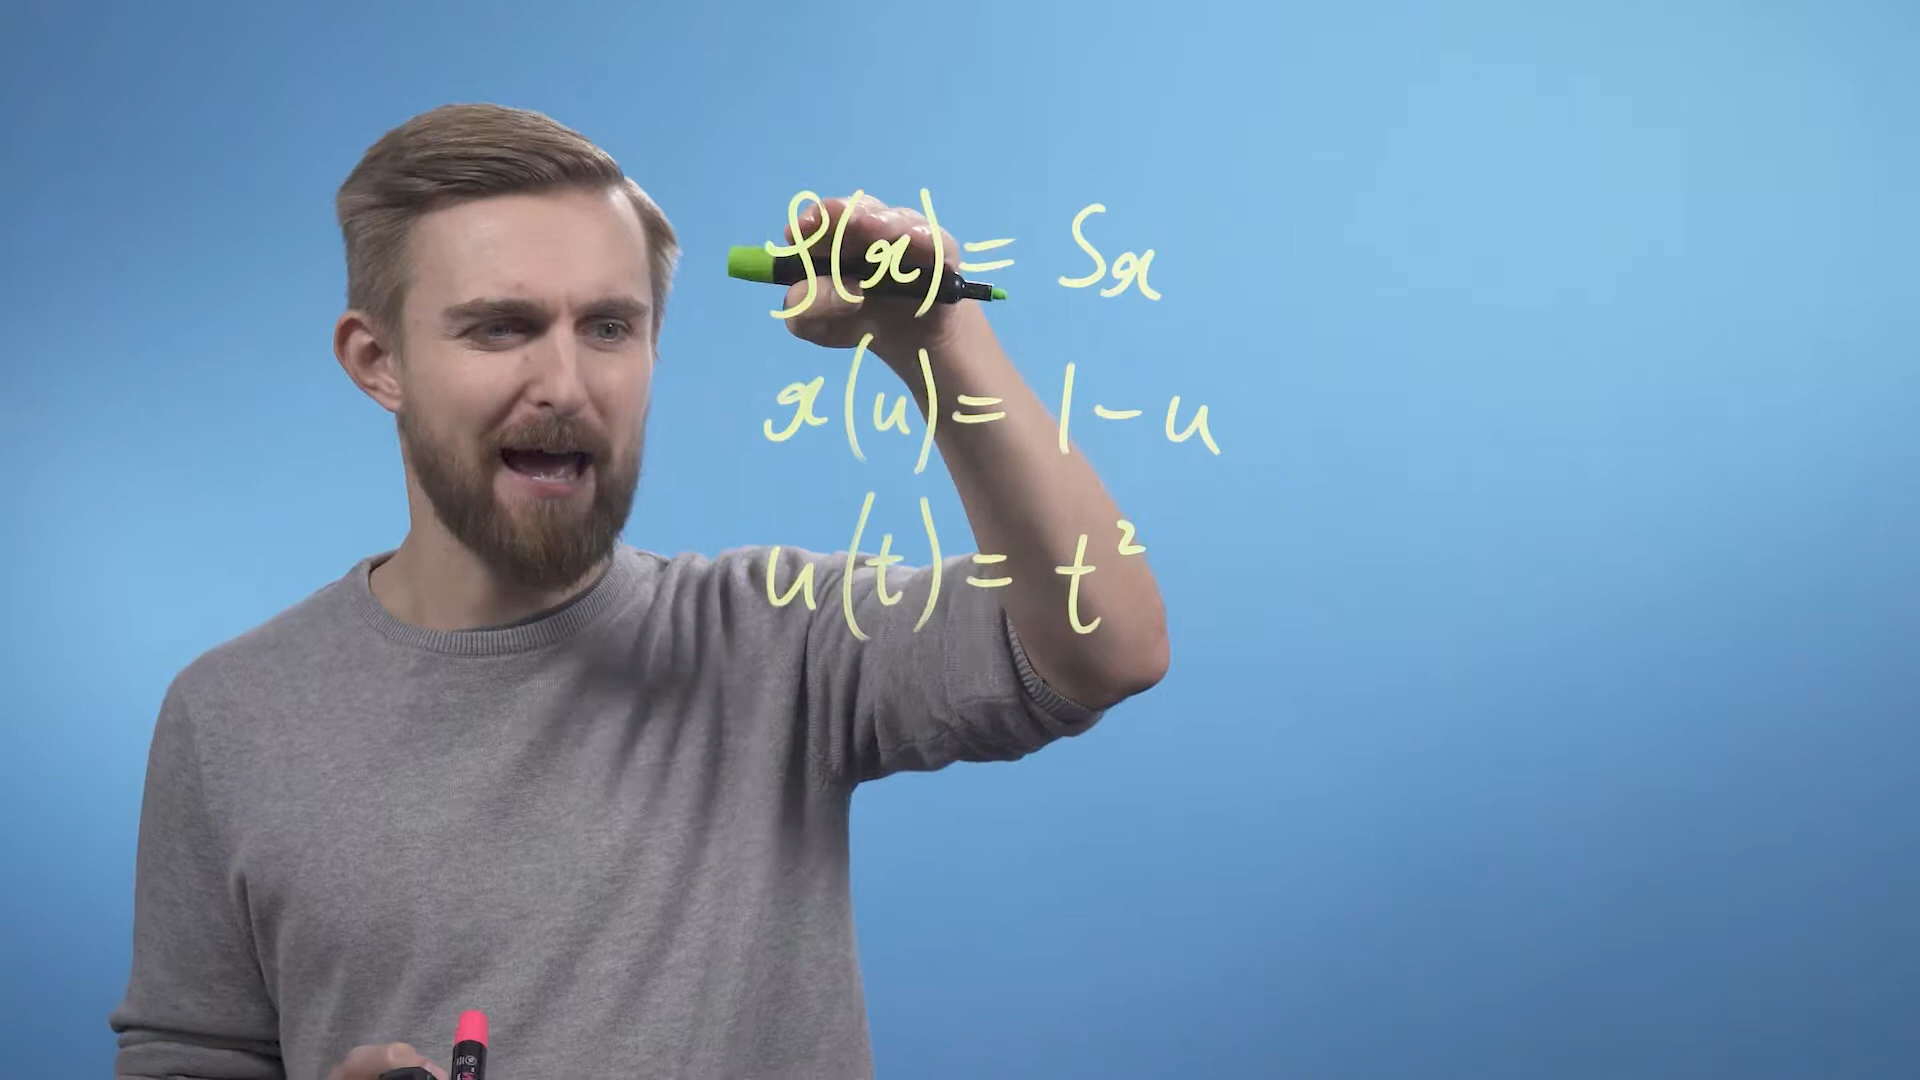 f(x) = 5x
x(u) = 1 - u
u(t) = t²